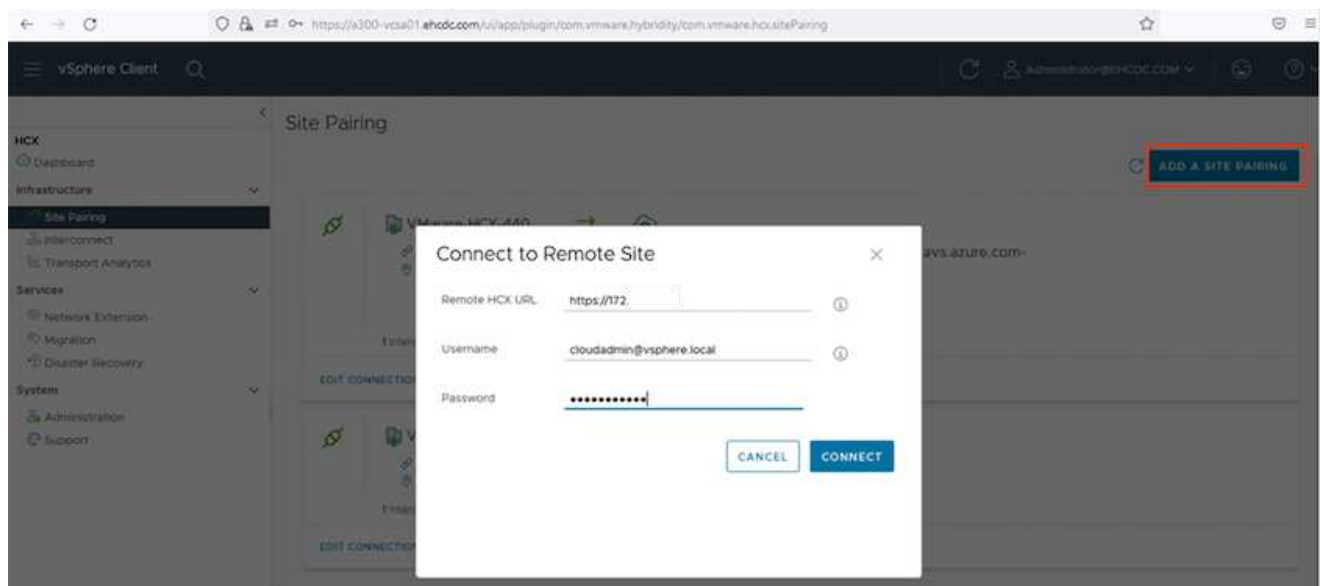 https://a300-vcsa01.ehcdc.com/ui/app/plugin/com.vmware.hybridity/com.vmware.hcx.sitePairing
vSphere Client
Administrator@EHCDC.COM
HCX
Dashboard
Infrastructure
Site Pairing
Interconnect
Transport Analytics
Services
Network Extension
Migration
Disaster Recovery
System
Administration
Support
Site Pairing
ADD A SITE PAIRING
VMware-HCX-440
avs.azure.com-
EDIT CONNECTION
EDIT CONNECTION
Connect to Remote Site
Remote HCX URL
https://172.
Username
cloudadmin@vsphere.local
Password
•••••••••••
CANCEL
CONNECT